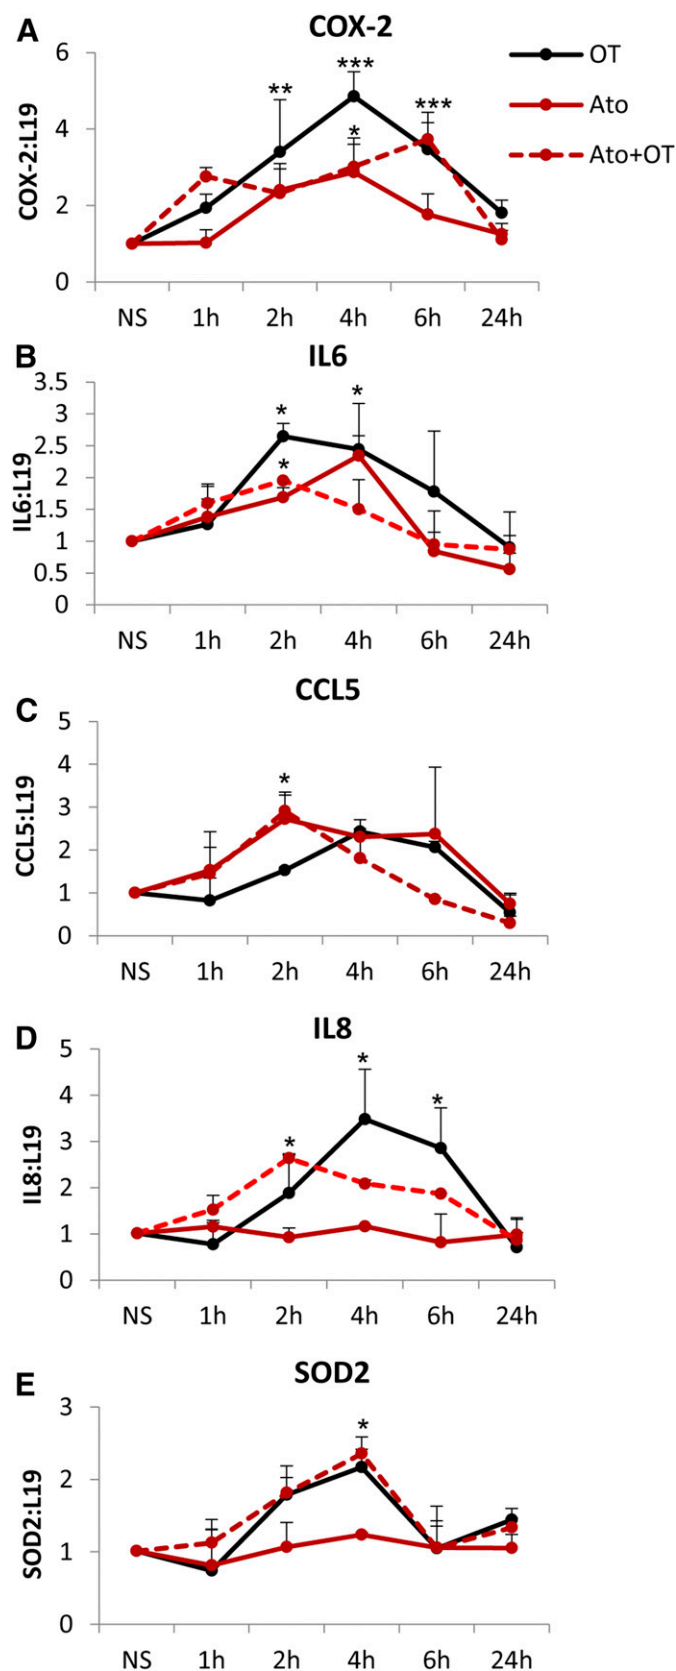 A
COX-2
6
4
2
0
COX-2:L19
**
***
*
***
OT
Ato
Ato+OT
NS 1h 2h 4h 6h 24h
B
IL6
3.5
3
2.5
2
1.5
1
0.5
0
IL6:L19
*
*
*
NS 1h 2h 4h 6h 24h
C
CCL5
5
4
3
2
1
0
CCL5:L19
*
NS 1h 2h 4h 6h 24h
D
IL8
5
4
3
2
1
0
IL8:L19
*
*
*
NS 1h 2h 4h 6h 24h
E
SOD2
3
2
1
0
SOD2:L19
*
NS 1h 2h 4h 6h 24h